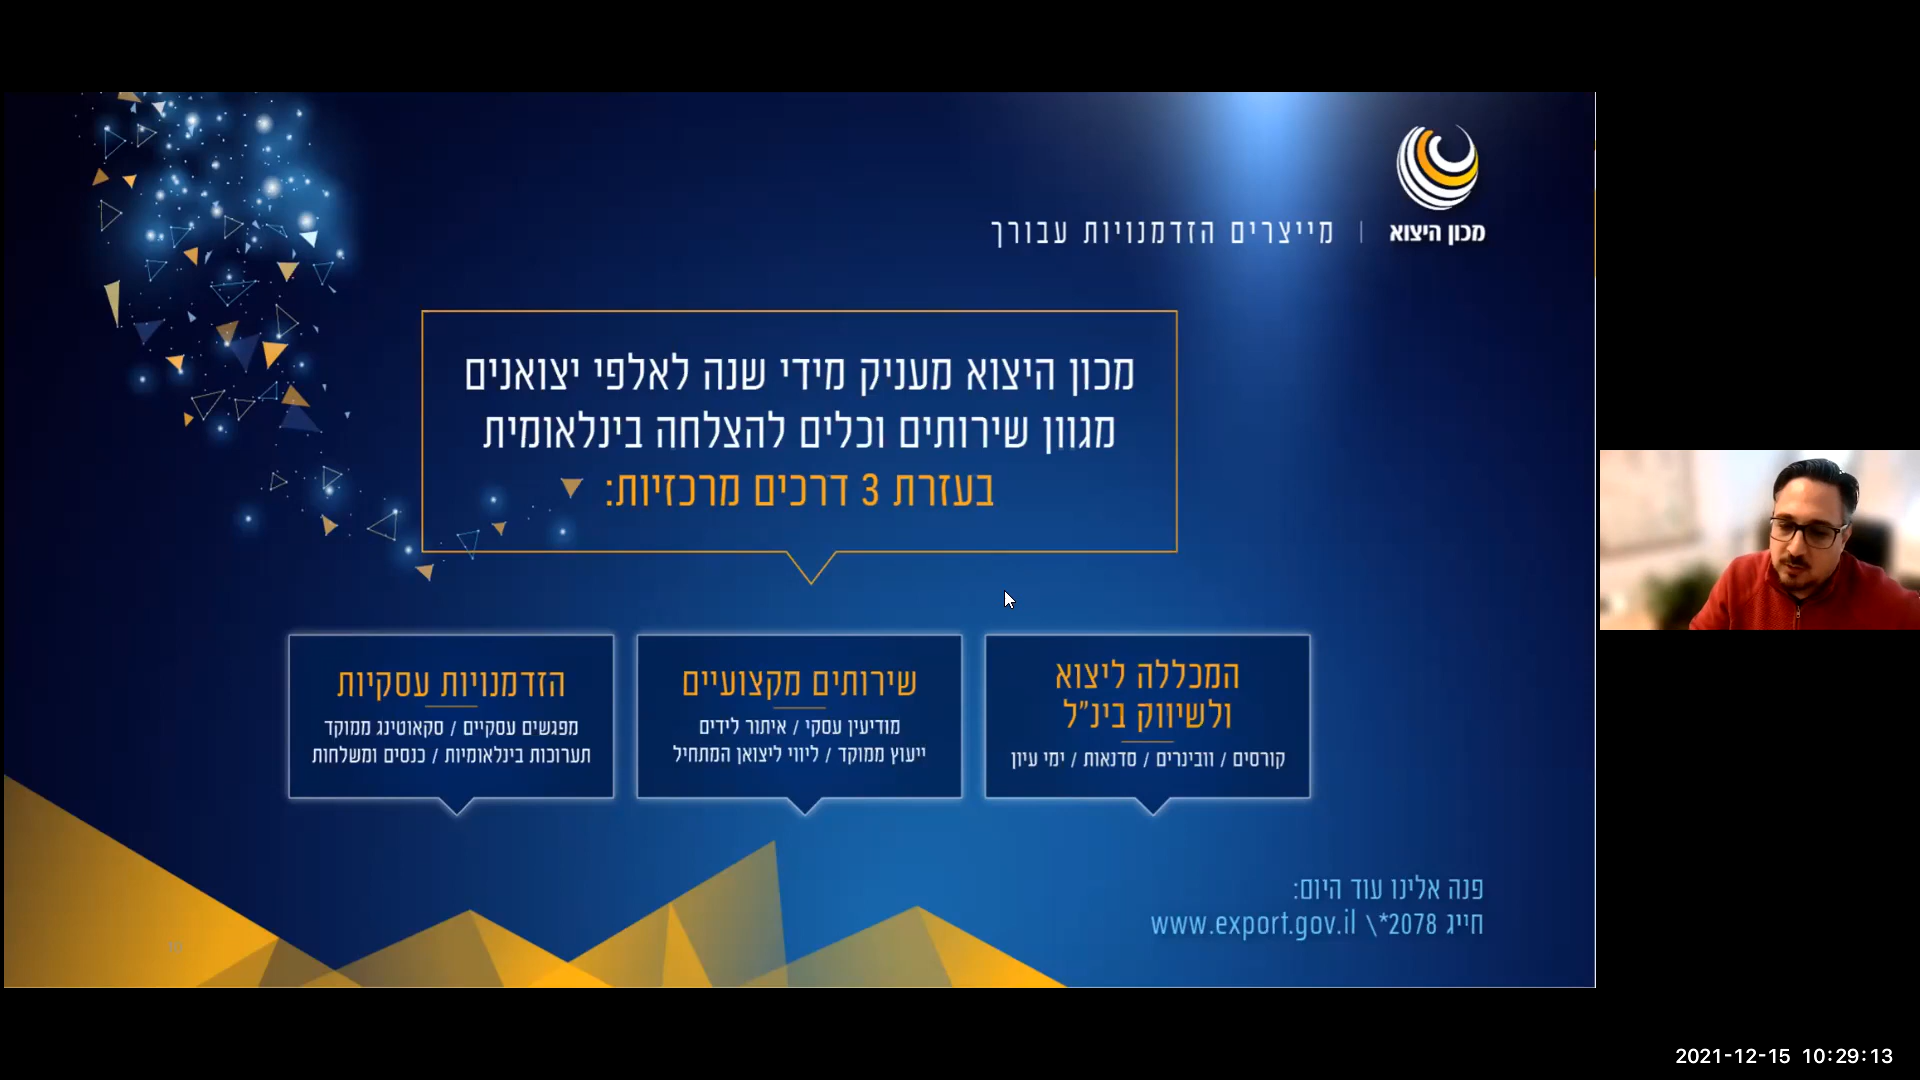 מכון היצוא | מייצרים הזדמנויות עבורך
מכון היצוא מעניק מידי שנה לאלפי יצואנים
מגוון שירותים וכלים להצלחה בינלאומית
בעזרת 3 דרכים מרכזיות:
המכללה ליצוא
ולשיווק בינ"ל
קורסים / וובינרים / סדנאות / ימי עיון
שירותים מקצועיים
מודיעין עסקי / איתור לידים
ייעוץ ממוקד / ליווי ליצואן המתחיל
הזדמנויות עסקיות
מפגשים עסקיים / סקאוטינג ממוקד
תערוכות בינלאומיות / כנסים ומשלחות
פנה אלינו עוד היום:
חייג 2078*\ www.export.gov.il
2021-12-15 10:29:13